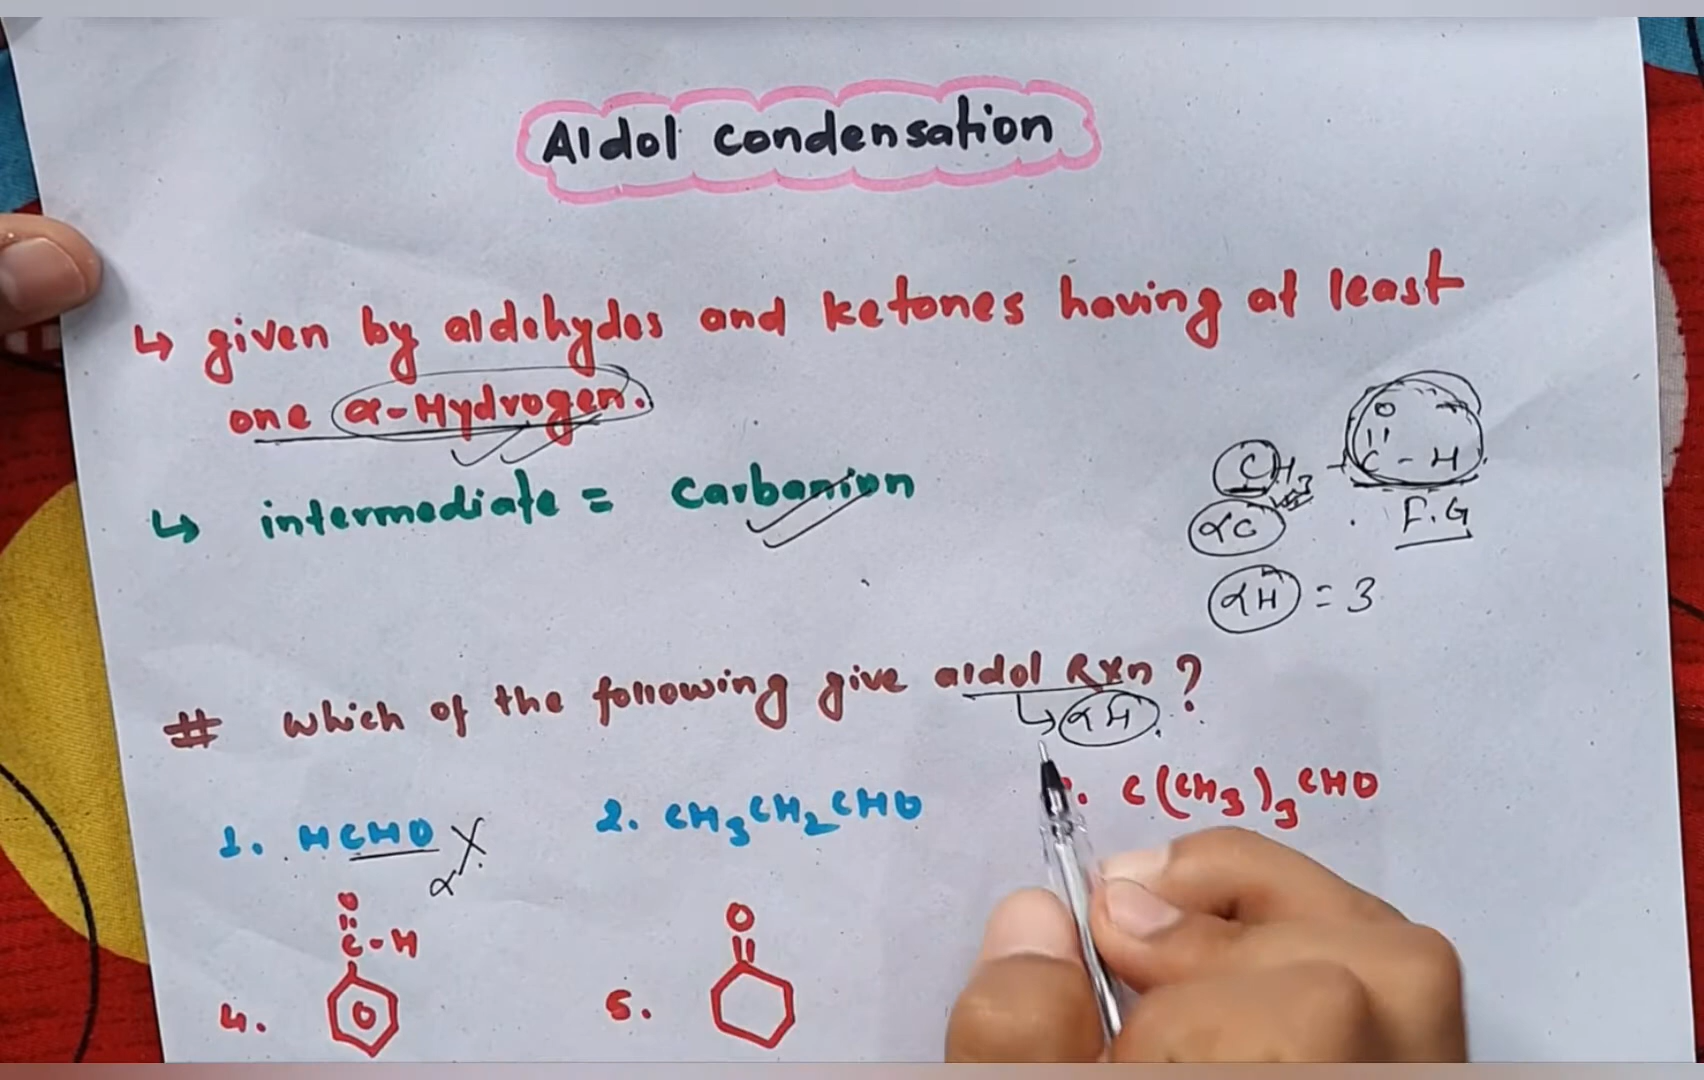 Aldol condensation
↳ given by aldehydes and ketones having at least
one α-Hydrogen.
↳ intermediate = Carbanion
O
||
CH₃ - C - H
αC F.G
αH = 3
# which of the following give aldol Rxn ?
↳ αH
1. HCHO X
α
2. CH₃CH₂CHO
. C(CH₃)₃CHO
4.
O
||
C-H
5.
O
||